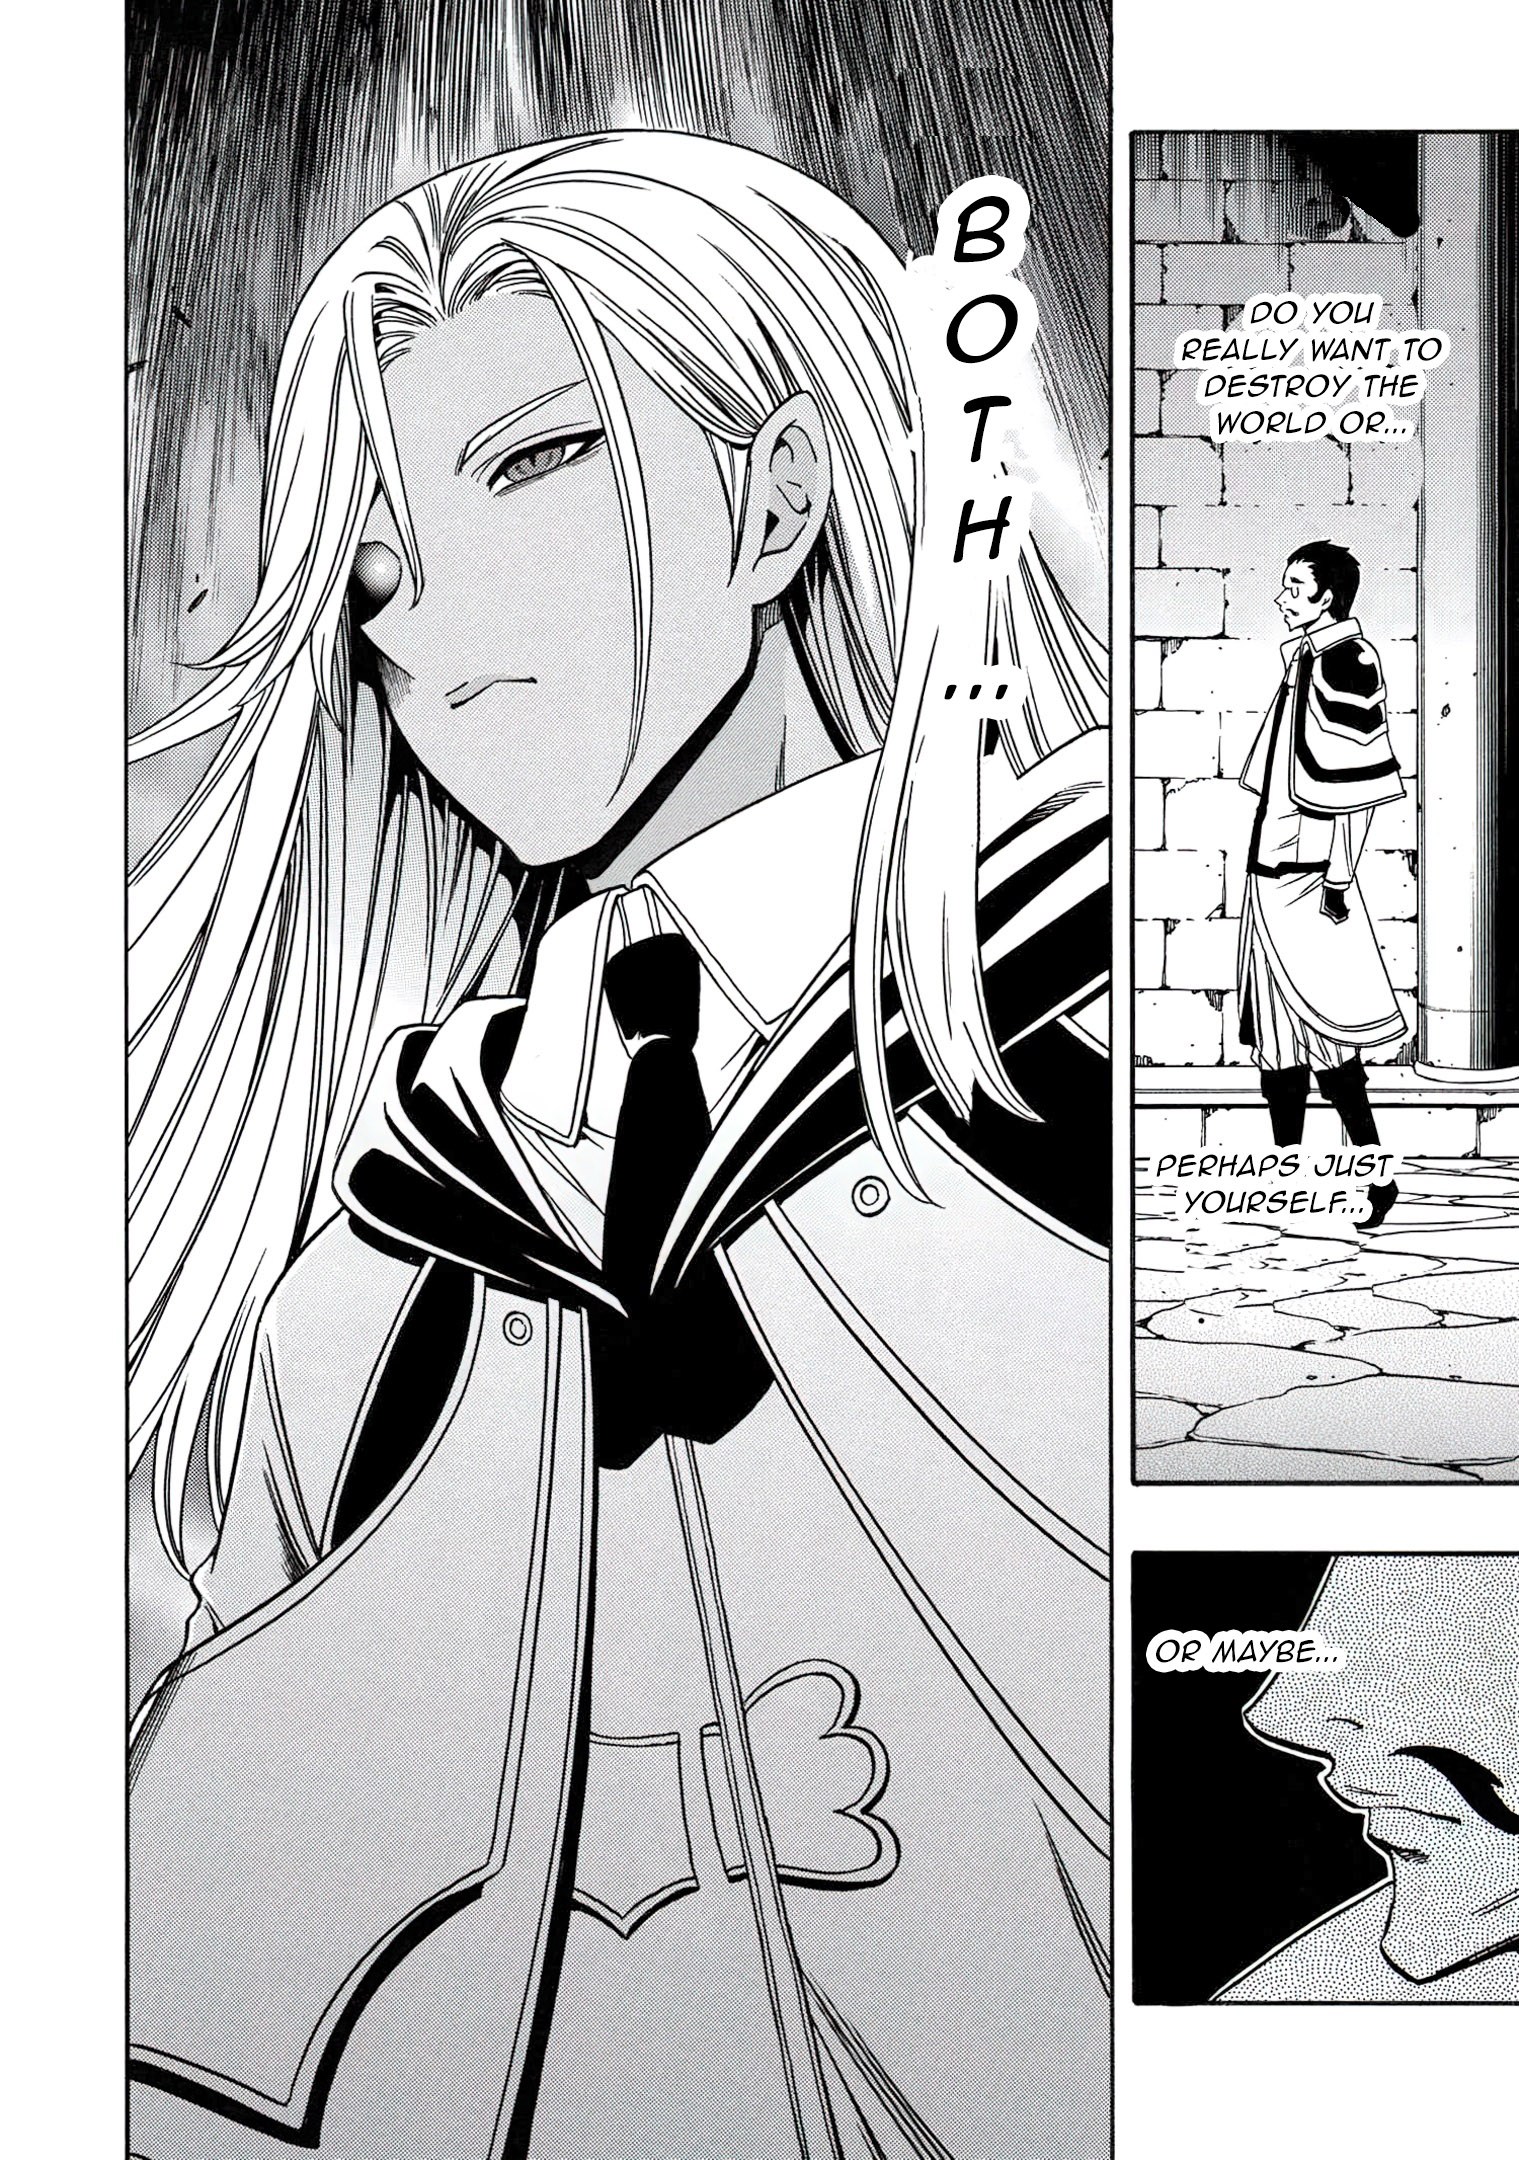 DO YOU
REALLY WANT TO
DESTROY THE
WORLD OR...
PERHAPS JUST
YOURSELF...
OR MAYBE...
BOTH...